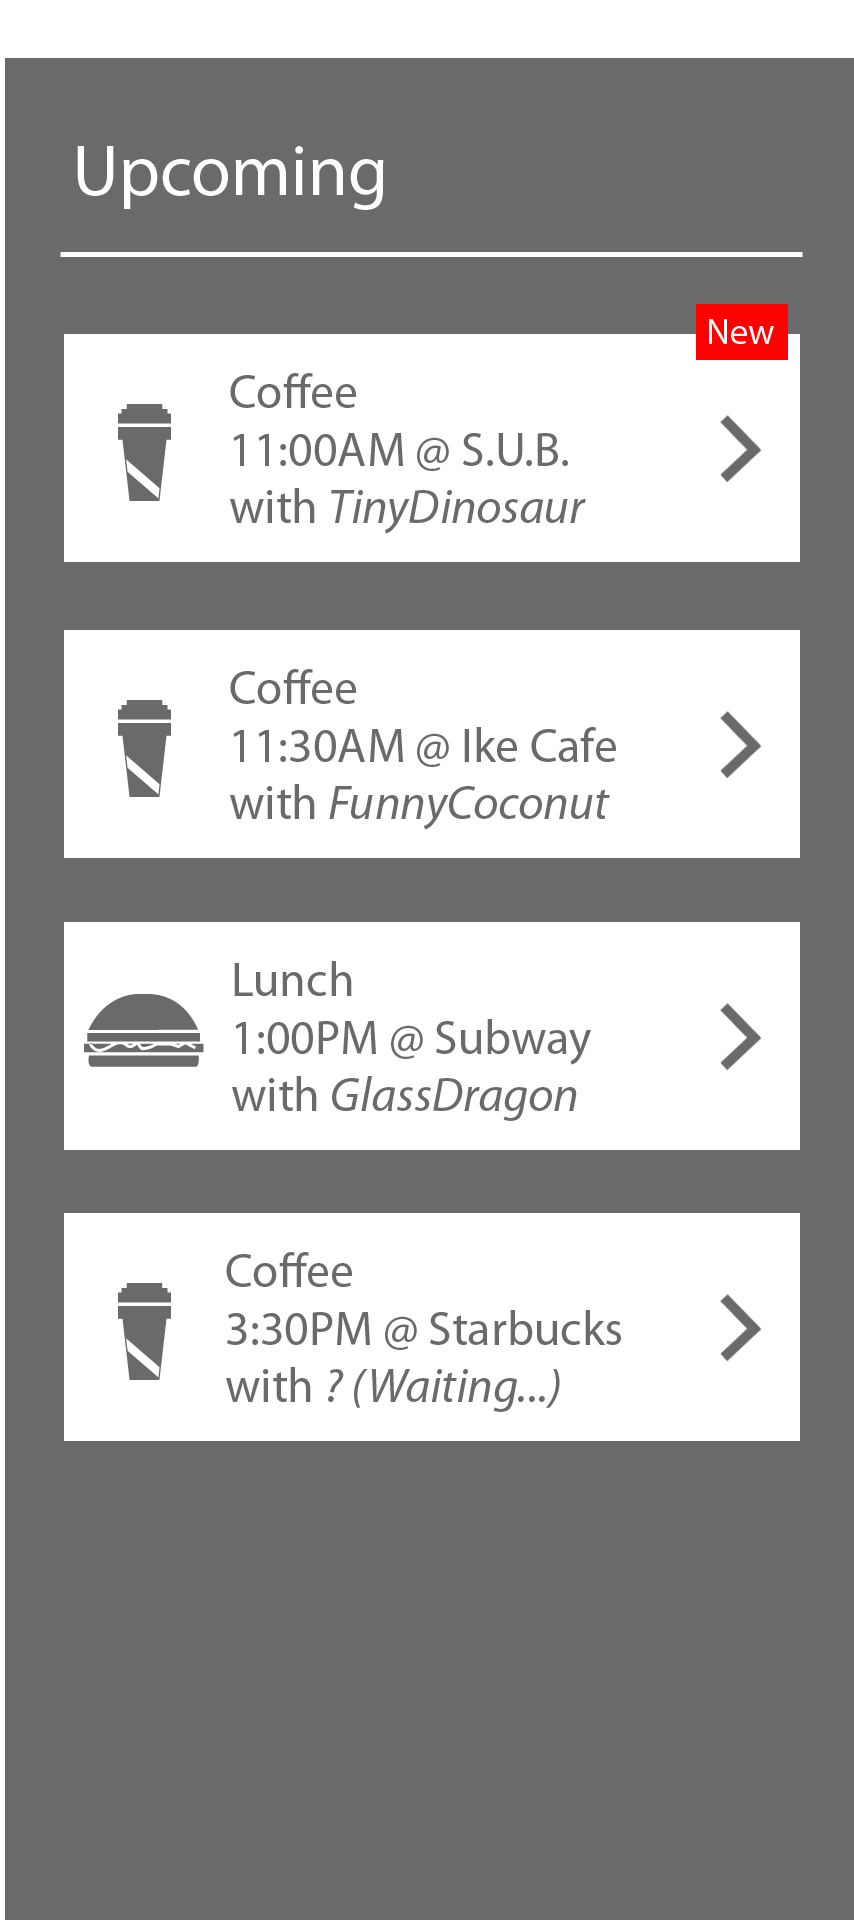 Upcoming
New
Coffee
11:00AM @ S.U.B.
with TinyDinosaur
Coffee
11:30AM @ Ike Cafe
with FunnyCoconut
Lunch
1:00PM @ Subway
with GlassDragon
Coffee
3:30PM @ Starbucks
with ? (Waiting...)